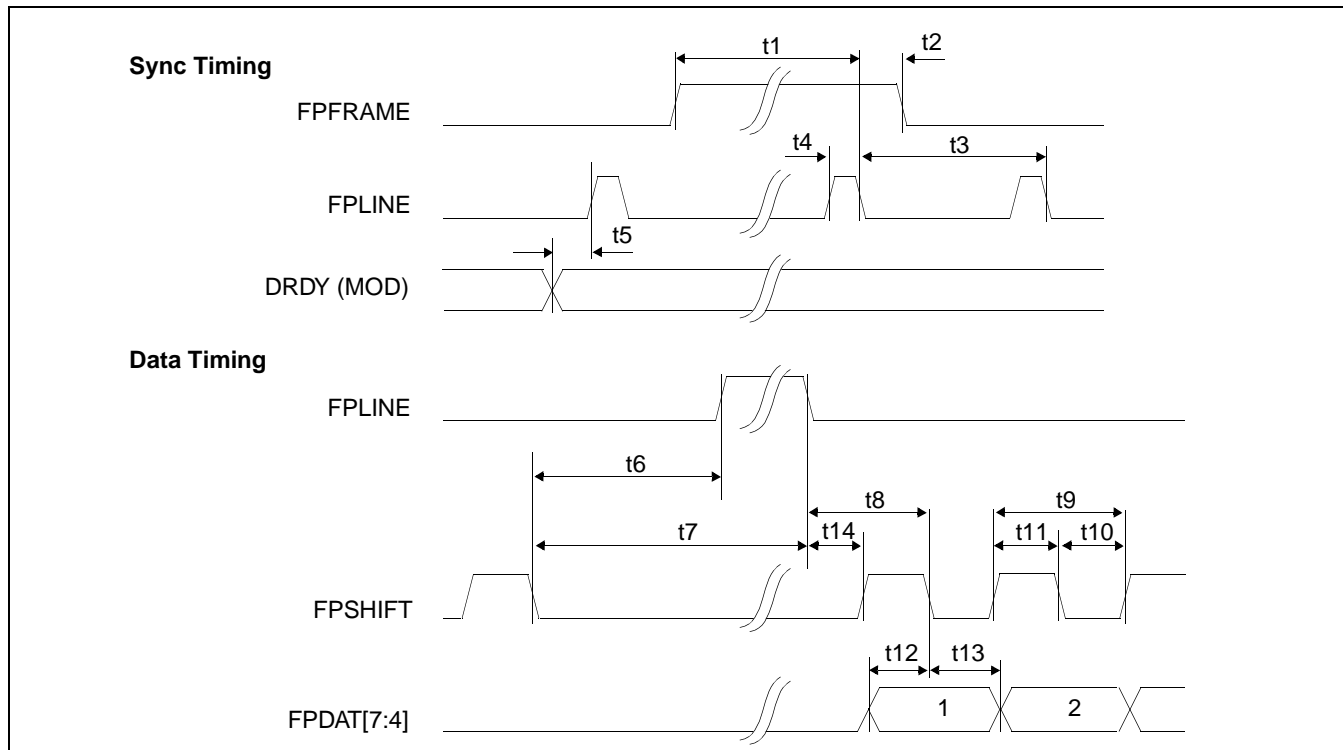 Sync Timing
t1
t2
FPFRAME
t4
t3
FPLINE
t5
DRDY (MOD)
Data Timing
FPLINE
t6
t8
t9
t7
t14
t11
t10
FPSHIFT
t12
t13
FPDAT[7:4]
1
2